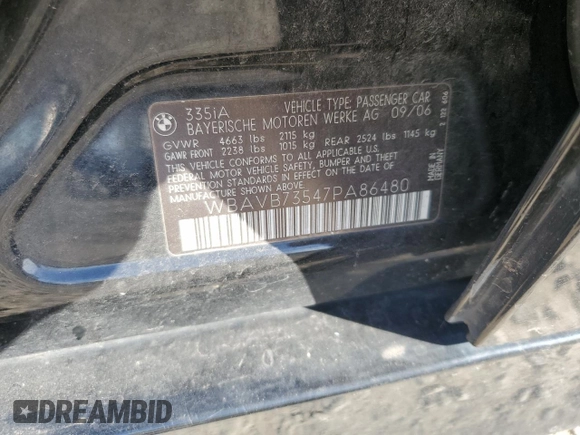 BMW
335iA VEHICLE TYPE: PASSENGER CAR
BAYERISCHE MOTOREN WERKE AG 09/06
GVWR 4663 lbs 2115 kg
GAWR FRONT 2238 lbs 1015 kg REAR 2524 lbs 1145 kg
THIS VEHICLE CONFORMS TO ALL APPLICABLE
FEDERAL MOTOR VEHICLE SAFETY, BUMPER AND THEFT
PREVENTION STANDARDS IN EFFECT ON THE DATE OF
MANUFACTURE SHOWN ABOVE.
WBAVB73547PA86480
MADE IN
GERMANY
DREAMBID